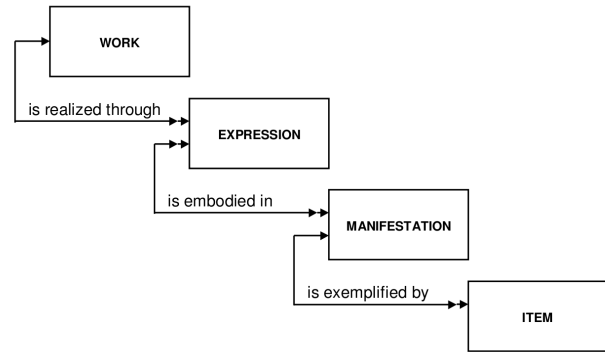 WORK
is realized through
EXPRESSION
is embodied in
MANIFESTATION
is exemplified by
ITEM